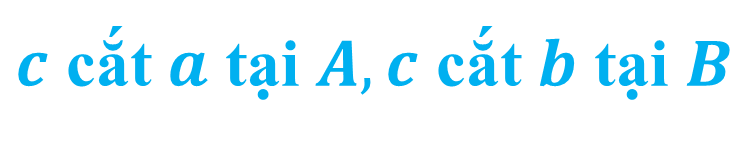 c cắt a tại A, c cắt b tại B